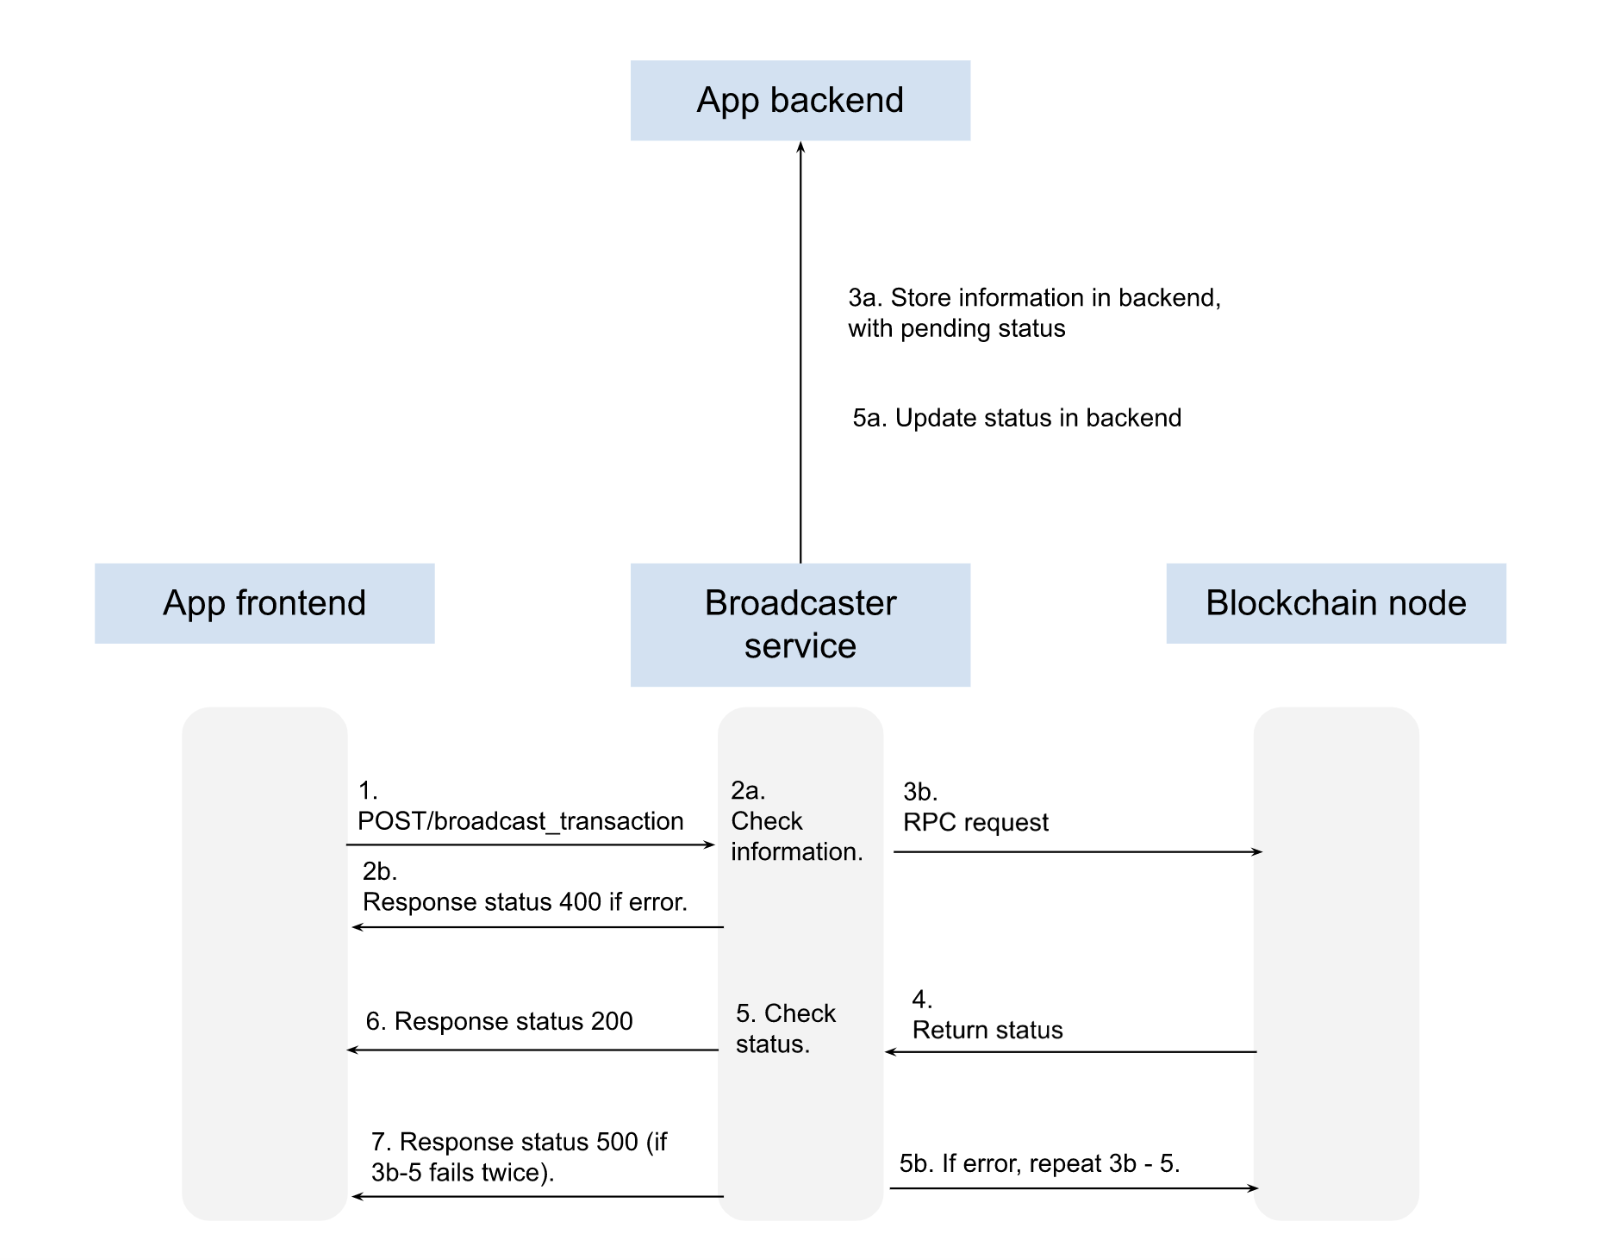 App backend
3a. Store information in backend,
with pending status
5a. Update status in backend
App frontend
Broadcaster
service
Blockchain node
1.
POST/broadcast_transaction
2a.
Check
information.
3b.
RPC request
2b.
Response status 400 if error.
6. Response status 200
5. Check
status.
4.
Return status
7. Response status 500 (if
3b-5 fails twice).
5b. If error, repeat 3b - 5.